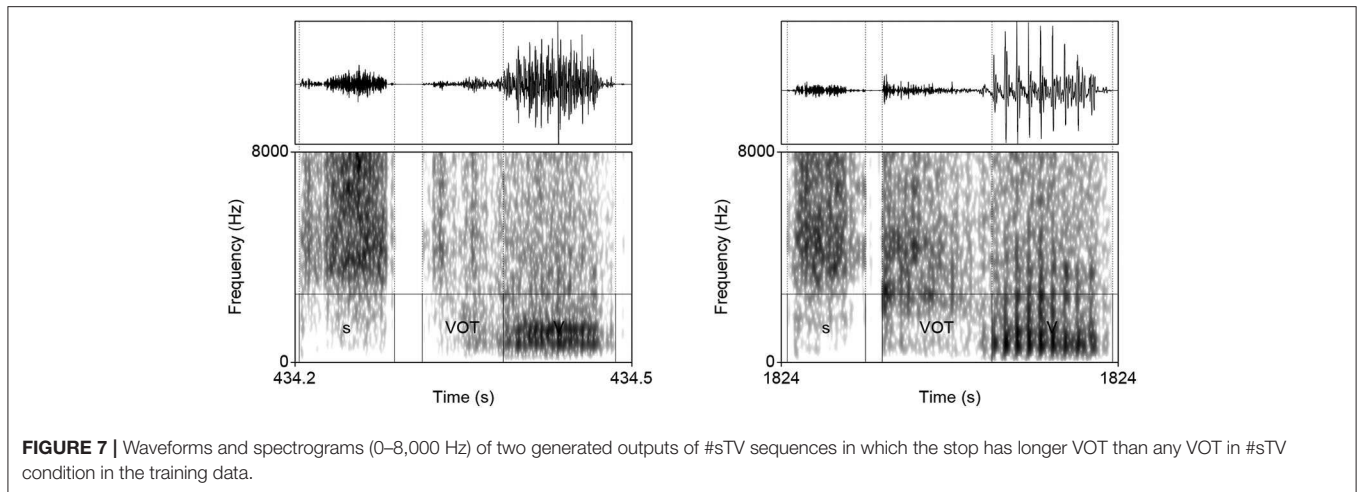 8000
Frequency (Hz)
0
s
VOT
V
434.2
434.5
Time (s)
8000
Frequency (Hz)
0
s
VOT
V
1824
1824
Time (s)
FIGURE 7 | Waveforms and spectrograms (0–8,000 Hz) of two generated outputs of #sTV sequences in which the stop has longer VOT than any VOT in #sTV
condition in the training data.